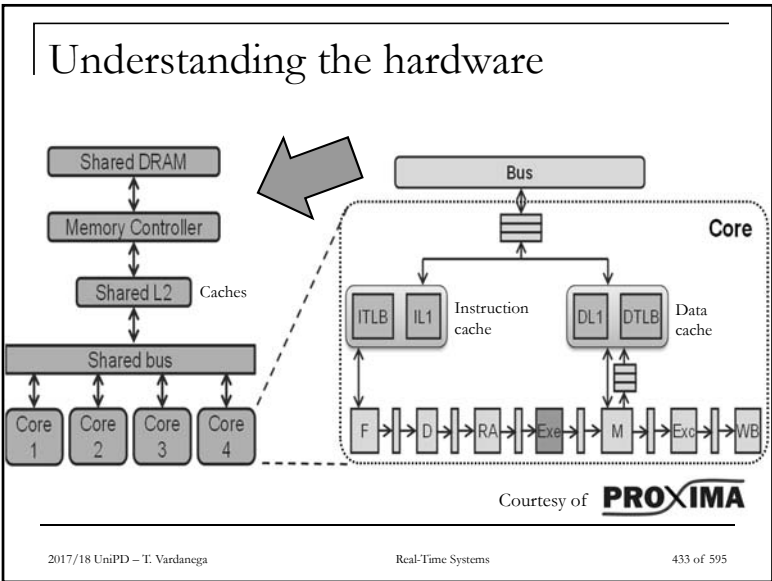 Understanding the hardware
Shared DRAM
Memory Controller
Shared L2
Caches
Shared bus
Core
1
Core
2
Core
3
Core
4
Bus
Core
ITLB
IL1
Instruction
cache
DL1
DTLB
Data
cache
F
D
RA
Exe
M
Exc
WB
Courtesy of PROXIMA
2017/18 UniPD – T. Vardanega
Real-Time Systems
433 of 595